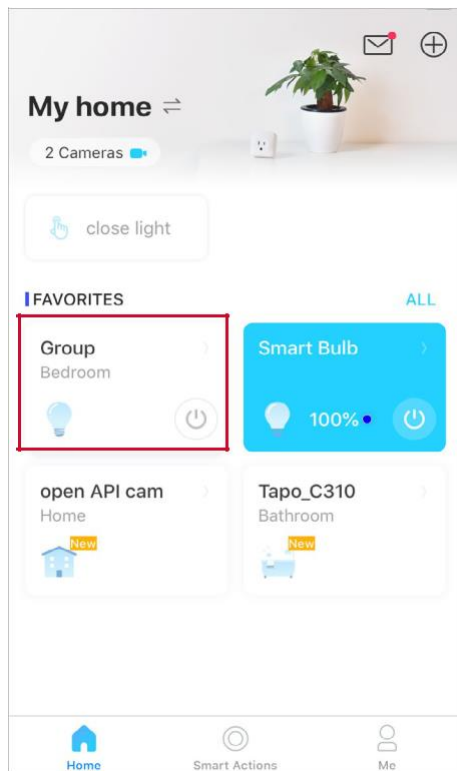 My home
2 Cameras
close light
FAVORITES
ALL
Group
Bedroom
Smart Bulb
100%
open API cam
Home
New
Tapo_C310
Bathroom
New
Home
Smart Actions
Me